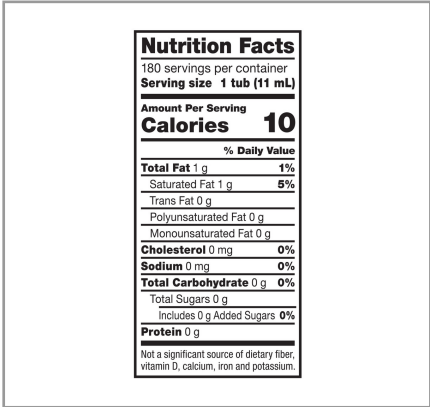 Nutrition Facts
180 servings per container
Serving size 1 tub (11 mL)
Amount Per Serving
Calories 10
% Daily Value
Total Fat 1 g 1%
Saturated Fat 1 g 5%
Trans Fat 0 g
Polyunsaturated Fat 0 g
Monounsaturated Fat 0 g
Cholesterol 0 mg 0%
Sodium 0 mg 0%
Total Carbohydrate 0 g 0%
Total Sugars 0 g
Includes 0 g Added Sugars 0%
Protein 0 g
Not a significant source of dietary fiber,
vitamin D, calcium, iron and potassium.